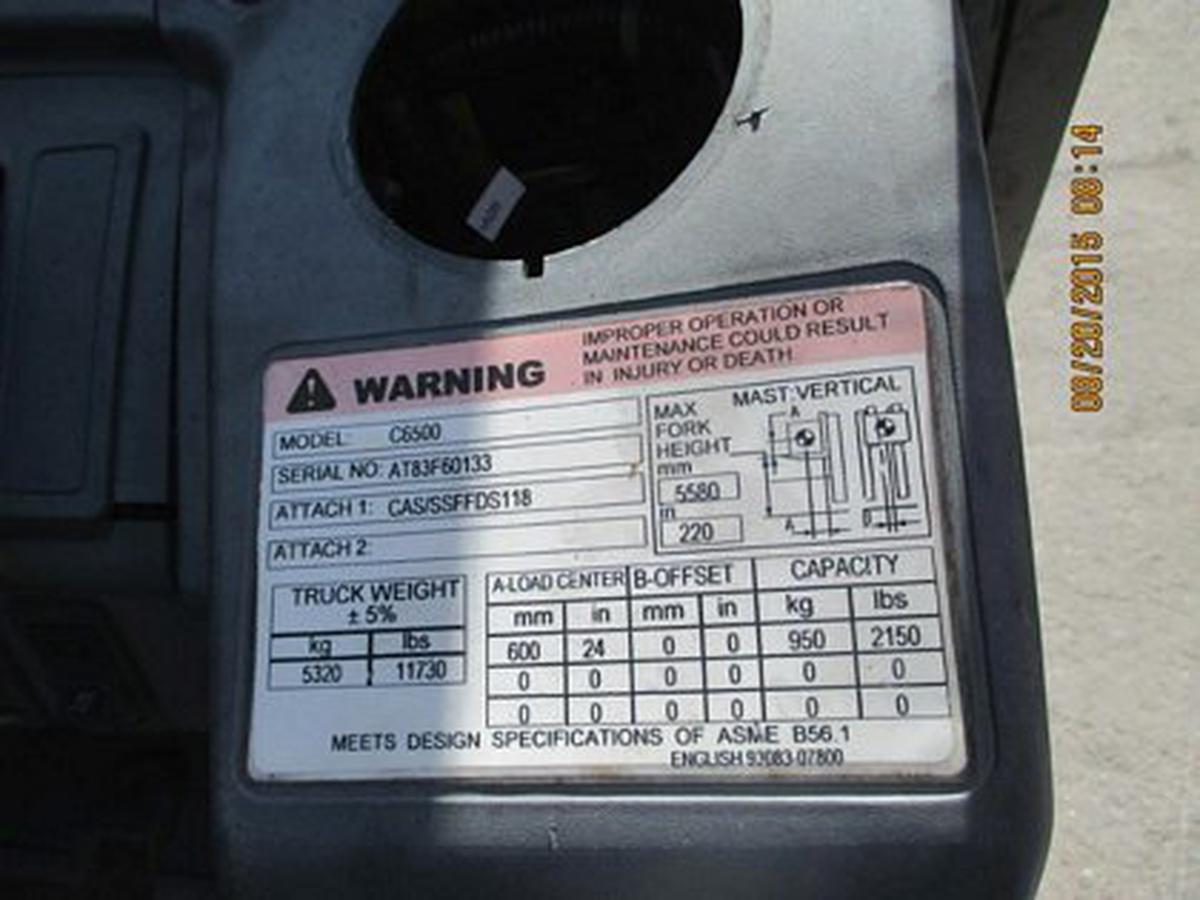 WARNING
IMPROPER OPERATION OR
MAINTENANCE COULD RESULT
IN INJURY OR DEATH
MODEL: C6500
SERIAL NO: AT83F60133
ATTACH 1: CAS/SSFFDS118
ATTACH 2:
MAST:VERTICAL
MAX
FORK
HEIGHT
mm
5580
in
220
A
A
B
TRUCK WEIGHT
± 5%
kg lbs
5320 11730
A-LOAD CENTER B-OFFSET CAPACITY
mm in mm in kg lbs
600 24 0 0 950 2150
0 0 0 0 0 0
0 0 0 0 0 0
MEETS DESIGN SPECIFICATIONS OF ASME B56.1
ENGLISH 93083-07800
08/20/2015 08:14